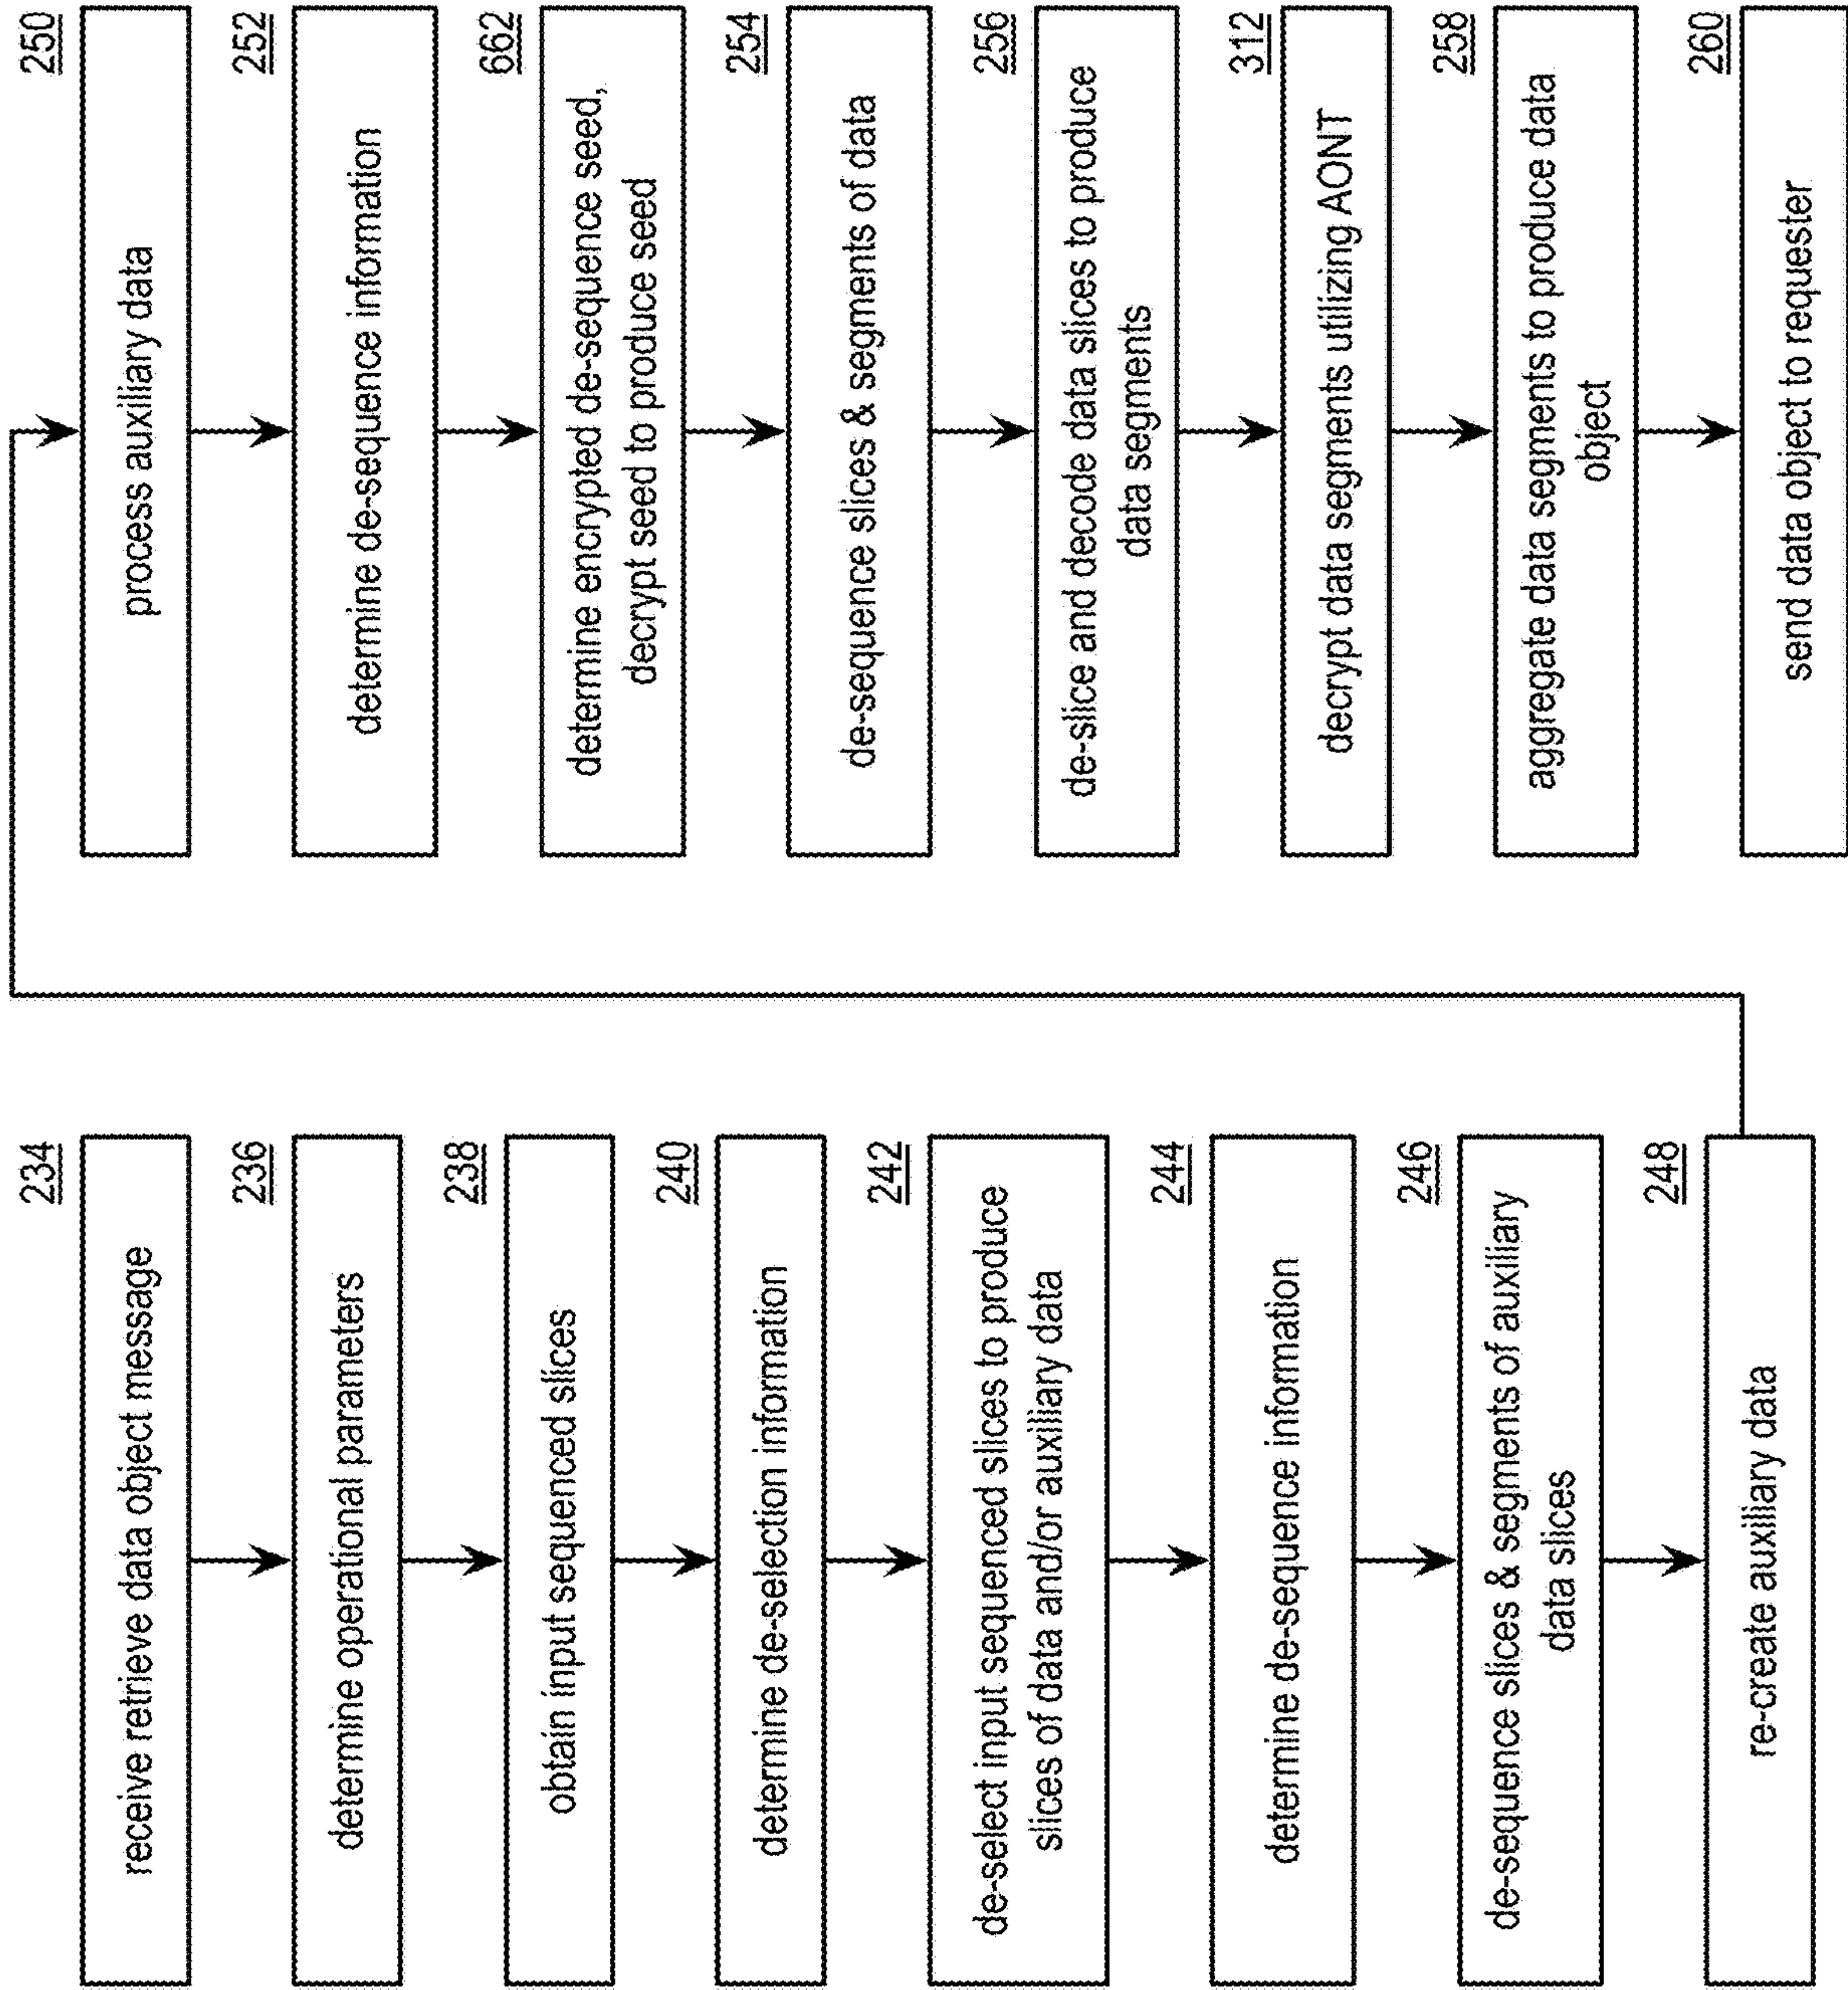 234
receive retrieve data object message
236
determine operational parameters
238
obtain input sequenced slices
240
determine de-selection information
242
de-select input sequenced slices to produce
slices of data and/or auxiliary data
244
determine de-sequence information
246
de-sequence slices & segments of auxiliary
data slices
248
re-create auxiliary data
250
process auxiliary data
252
determine de-sequence information
662
determine encrypted de-sequence seed,
decrypt seed to produce seed
254
de-sequence slices & segments of data
256
de-slice and decode data slices to produce
data segments
312
decrypt data segments utilizing AONT
258
aggregate data segments to produce data
object
260
send data object to requester